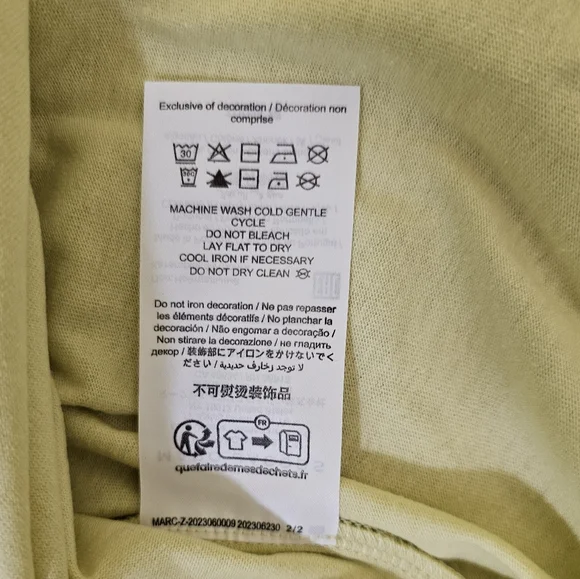 Exclusive of decoration / Décoration non
comprise
30
MACHINE WASH COLD GENTLE
CYCLE
DO NOT BLEACH
LAY FLAT TO DRY
COOL IRON IF NECESSARY
DO NOT DRY CLEAN
Do not iron decoration / Ne pas repasser
les éléments décoratifs / No planchar la
decoración / Não engomar a decoração /
Non stirare la decorazione / не гладить
декор / 装飾部にアイロンをかけないでく
ださい / لا توجد زخارف حديدية
不可熨烫装饰品
FR
quefairedemesdechets.fr
MARC-Z-2023060009 202306230 2/2